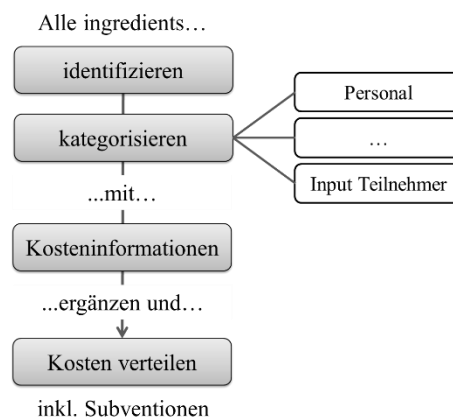 Alle ingredients…
identifizieren
kategorisieren
Personal
…
Input Teilnehmer
...mit…
Kosteninformationen
...ergänzen und…
Kosten verteilen
inkl. Subventionen